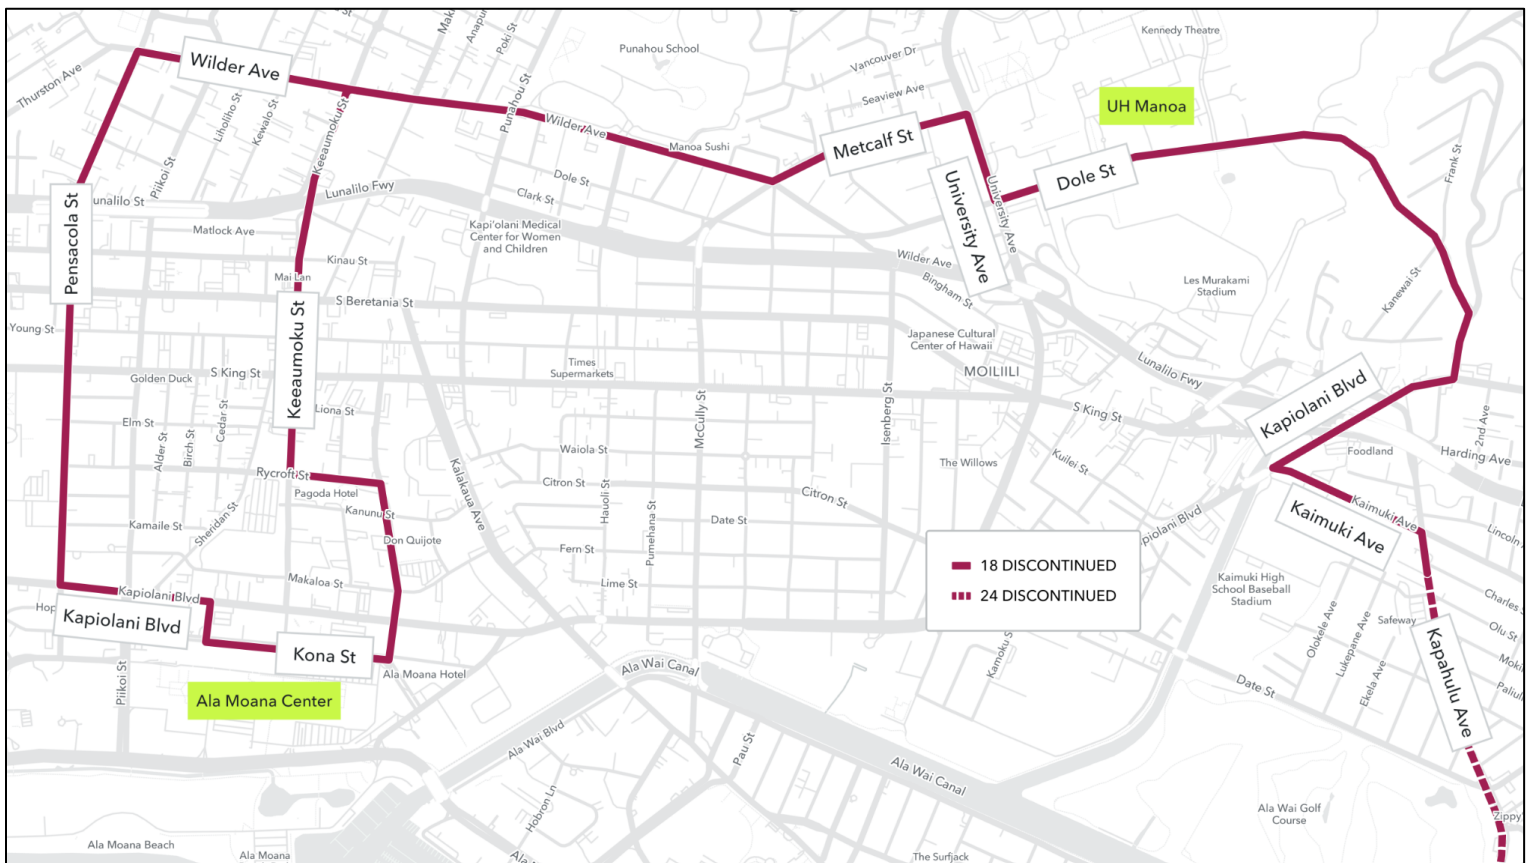 Kennedy Theatre
Punahou School
Poki St
Vancouver Dr
Wilder Ave
Thurston Ave
Seaview Ave
UH Manoa
Liholiho St
Kewalo St
Keeaumoku St
Punahou St
Wilder Ave
Manoa Sushi
Metcalf St
Frank St
Piikoi St
Dole St
Lunalilo Fwy
Clark St
University Ave
University Ave
Dole St
Pensacola St
unalilo St
Matlock Ave
Kapi'olani Medical
Center for Women
and Children
Kinau St
Wilder Ave
Mai Lan
Bingham St
Les Murakami
Stadium
Kanewai St
S Beretania St
Young St
Keeaumoku St
Japanese Cultural
Center of Hawaii
Times
Supermarkets
MOILIILI
Lunalilo Fwy
Golden Duck
S King St
Kapiolani Blvd
Liona St
Elm St
Cedar St
Alder St
Birch St
McCully St
Isenberg St
S King St
2nd Ave
Waiola St
Foodland
Harding Ave
The Willows
Kuilei St
Rycroft St
Pagoda Hotel
Kalakaua Ave
Citron St
Hauoli St
Citron St
Kanunu St
Kamaile St
Sheridan St
Don Quijote
Pumehana St
Date St
piolani Blvd
Kaimuki Ave
Kaimuki Ave
Lincoln
Fern St
18 DISCONTINUED
24 DISCONTINUED
Makaloa St
Lime St
Kaimuki High
School Baseball
Stadium
Kapiolani Blvd
Hop
Kapiolani Blvd
Charles S
Olokele Ave
Lukepane Ave
Safeway
Olu St
Kona St
Kamoku S
Kapahulu Ave
Moki
Ala Moana Hotel
Ala Wai Canal
Ekela Ave
Date St
Paliul
Piikoi St
Ala Moana Center
Ala Wai Blvd
Pau St
Ala Wai Canal
Hobron Ln
Ala Wai Golf
Course
Zippy'
Ala Moana Beach
Ala Moana
The Surfjack